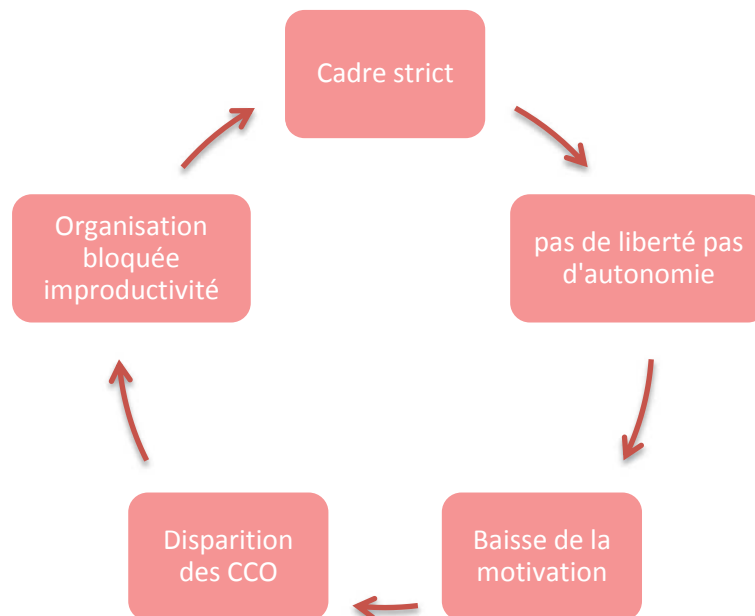 Cadre strict
pas de liberté pas
d'autonomie
Baisse de la
motivation
Disparition
des CCO
Organisation
bloquée
improductivité